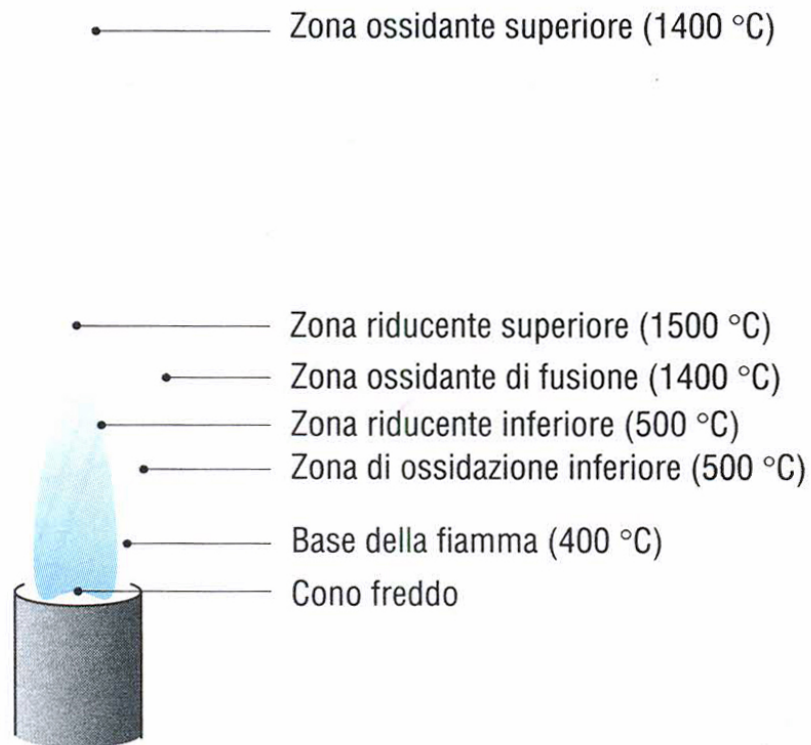 Zona ossidante superiore (1400 °C)
Zona riducente superiore (1500 °C)
Zona ossidante di fusione (1400 °C)
Zona riducente inferiore (500 °C)
Zona di ossidazione inferiore (500 °C)
Base della fiamma (400 °C)
Cono freddo